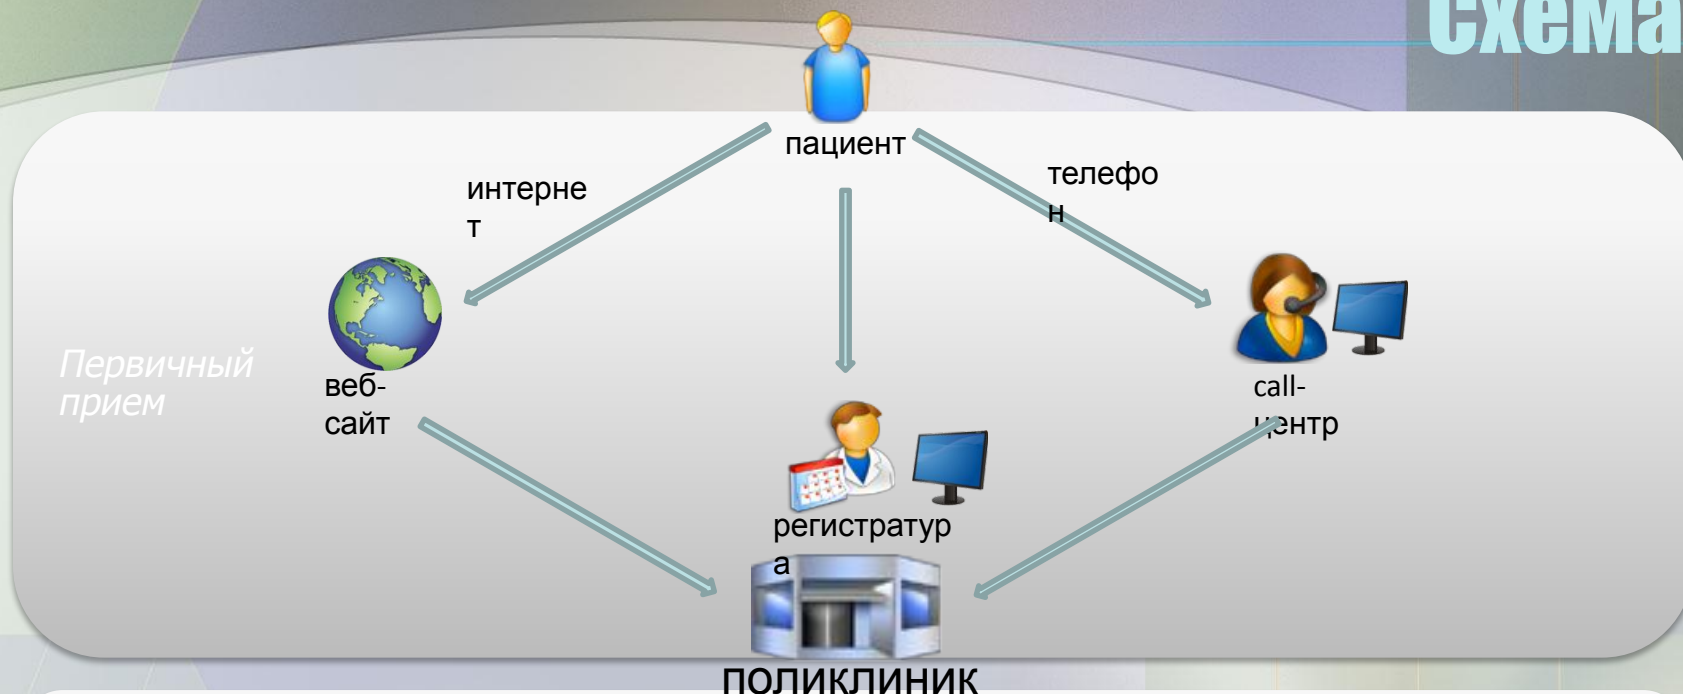 Схема
пациент
интерне
т
телефо
н
Первичный
прием
веб-
сайт
call-
центр
регистратур
а
поликлиник